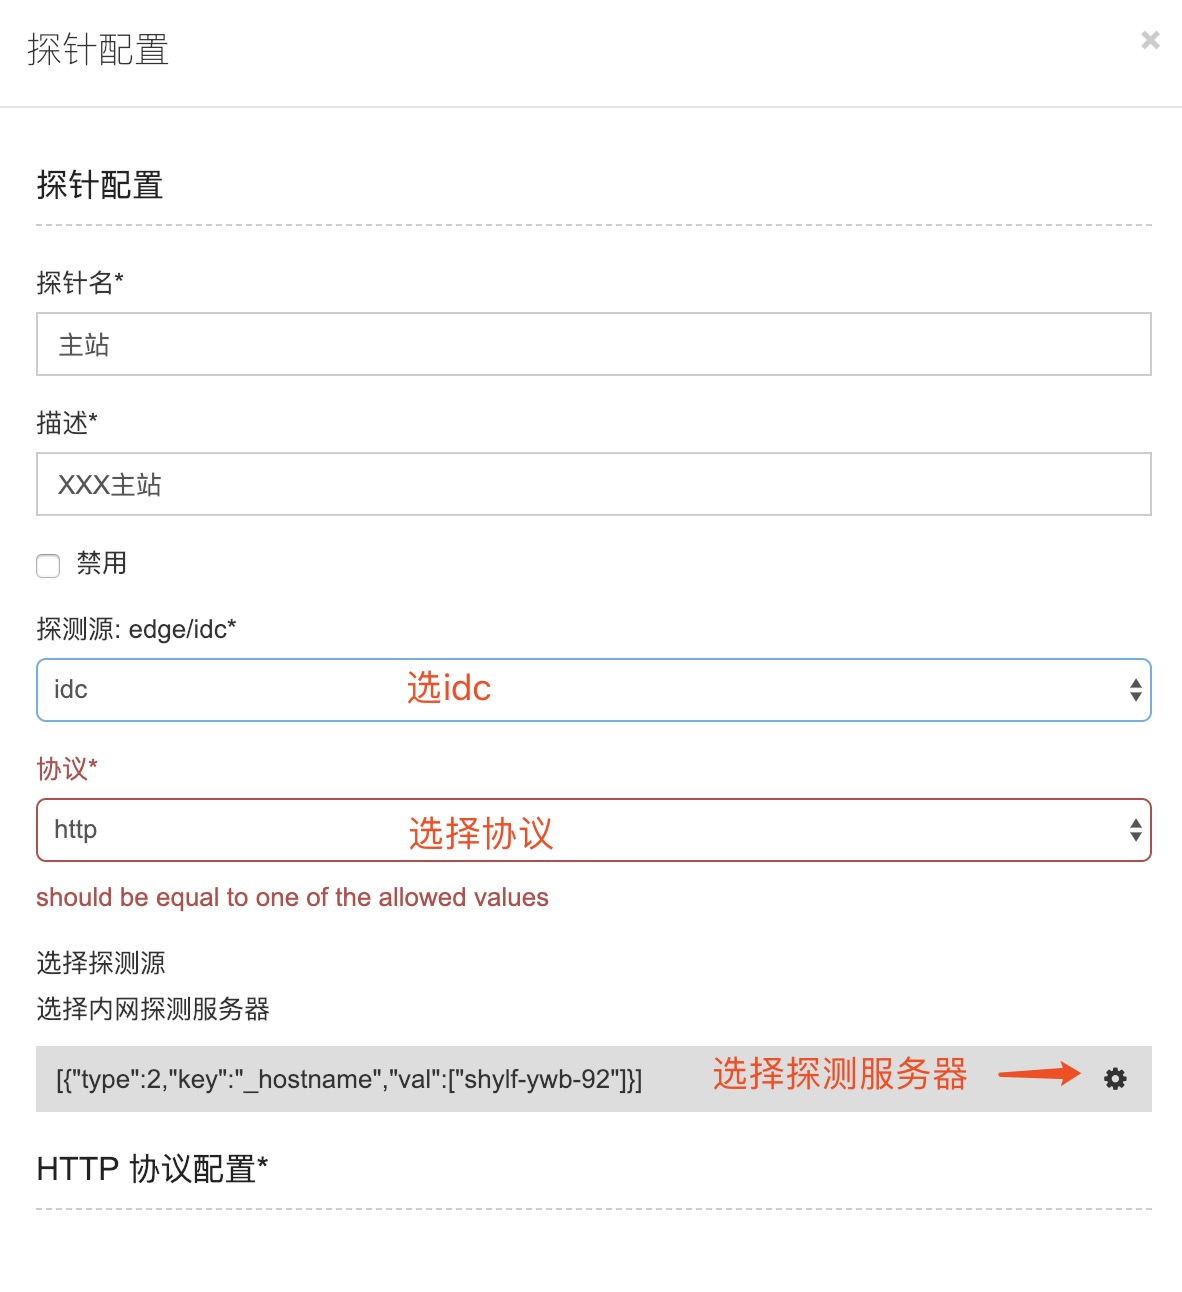 探针配置
×
探针配置
探针名*
主站
描述*
XXX主站
禁用
探测源: edge/idc*
idc 选idc
协议*
http 选择协议
should be equal to one of the allowed values
选择探测源
选择内网探测服务器
[{"type":2,"key":"_hostname","val":["shylf-ywb-92"]}] 选择探测服务器
HTTP 协议配置*